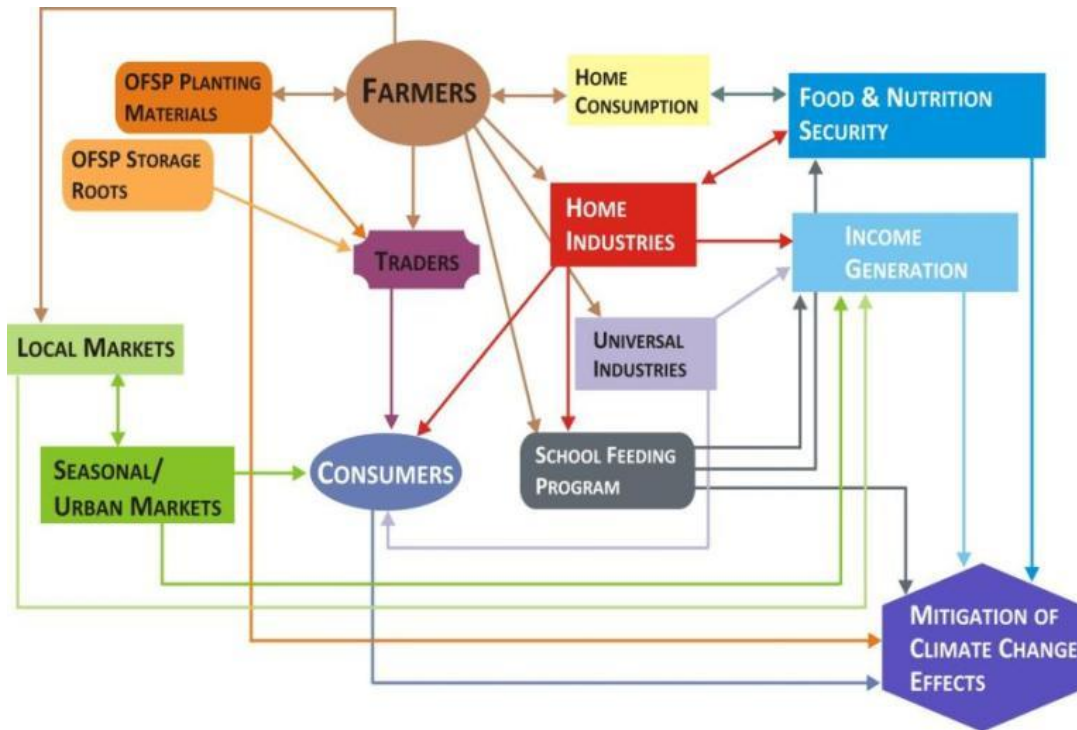 OFSP PLANTING
MATERIALS
FARMERS
HOME
CONSUMPTION
FOOD & NUTRITION
SECURITY
OFSP STORAGE
ROOTS
HOME
INDUSTRIES
INCOME
GENERATION
TRADERS
LOCAL MARKETS
UNIVERSAL
INDUSTRIES
SEASONAL/
URBAN MARKETS
CONSUMERS
SCHOOL FEEDING
PROGRAM
MITIGATION OF
CLIMATE CHANGE
EFFECTS